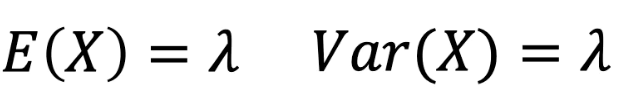 E(X) = λ Var(X) = λ